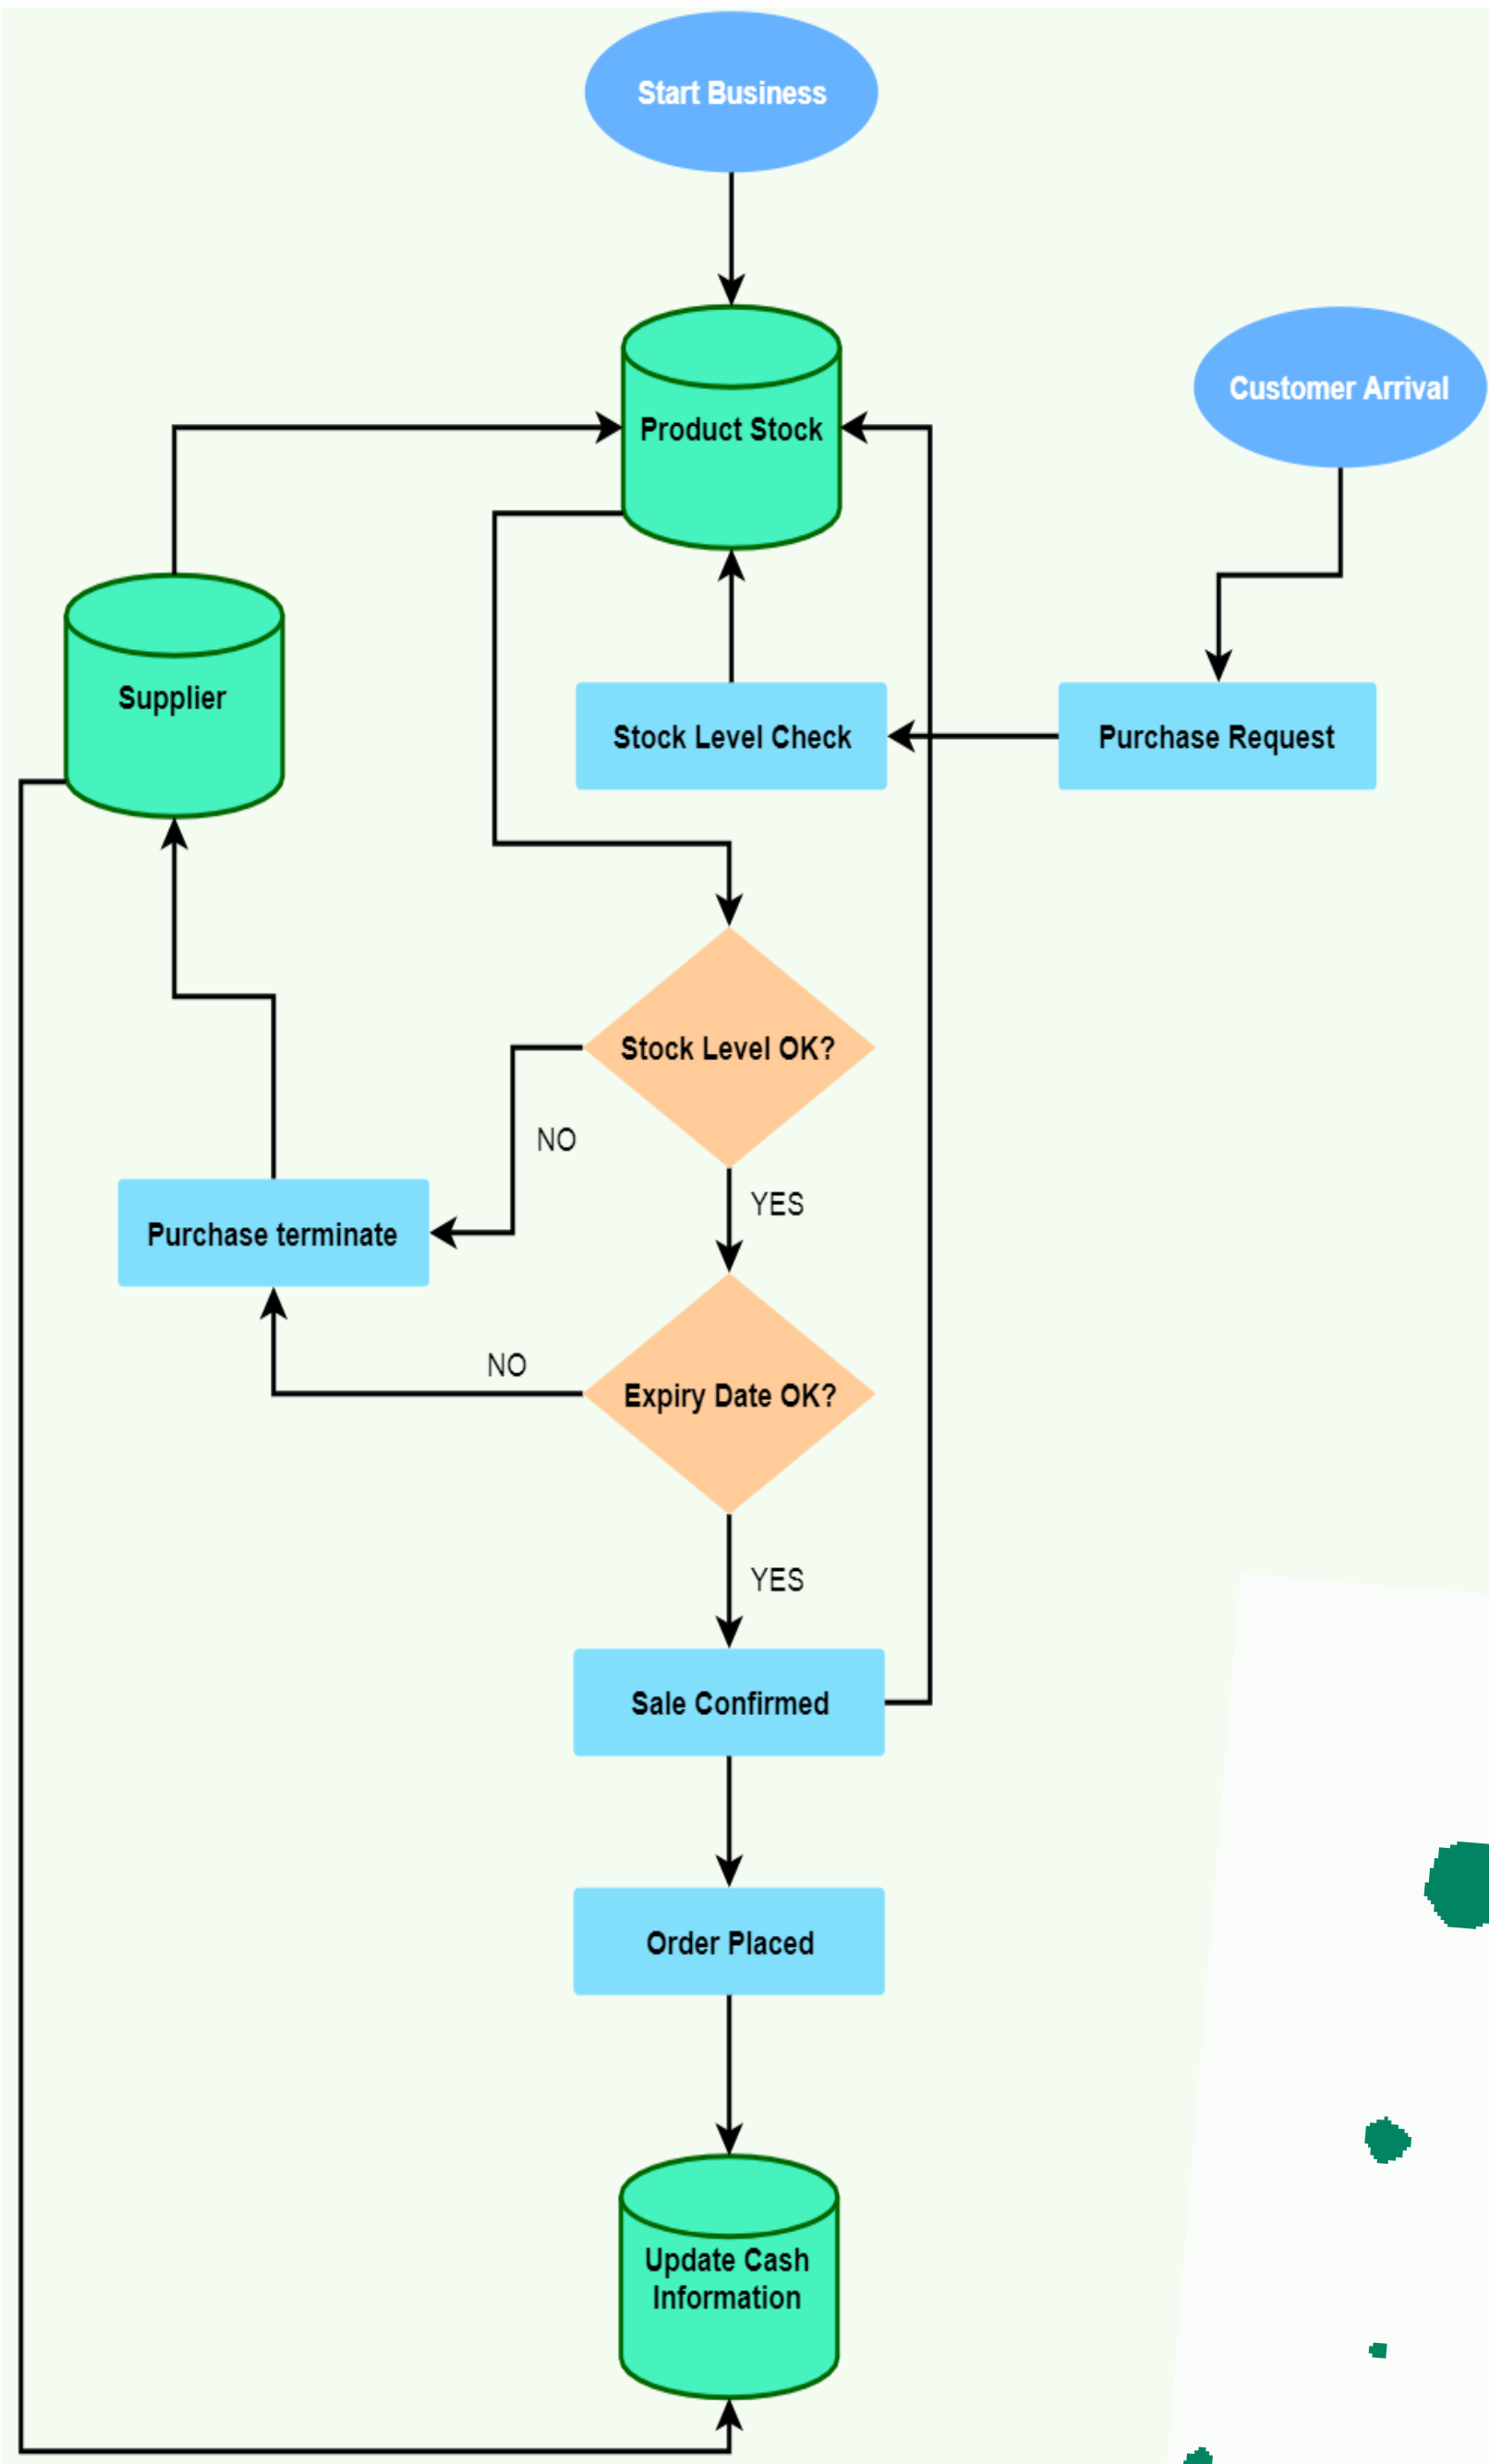 Start Business
Customer Arrival
Product Stock
Supplier
Stock Level Check
Purchase Request
Stock Level OK?
NO
YES
Purchase terminate
NO
Expiry Date OK?
YES
Sale Confirmed
Order Placed
Update Cash
Information